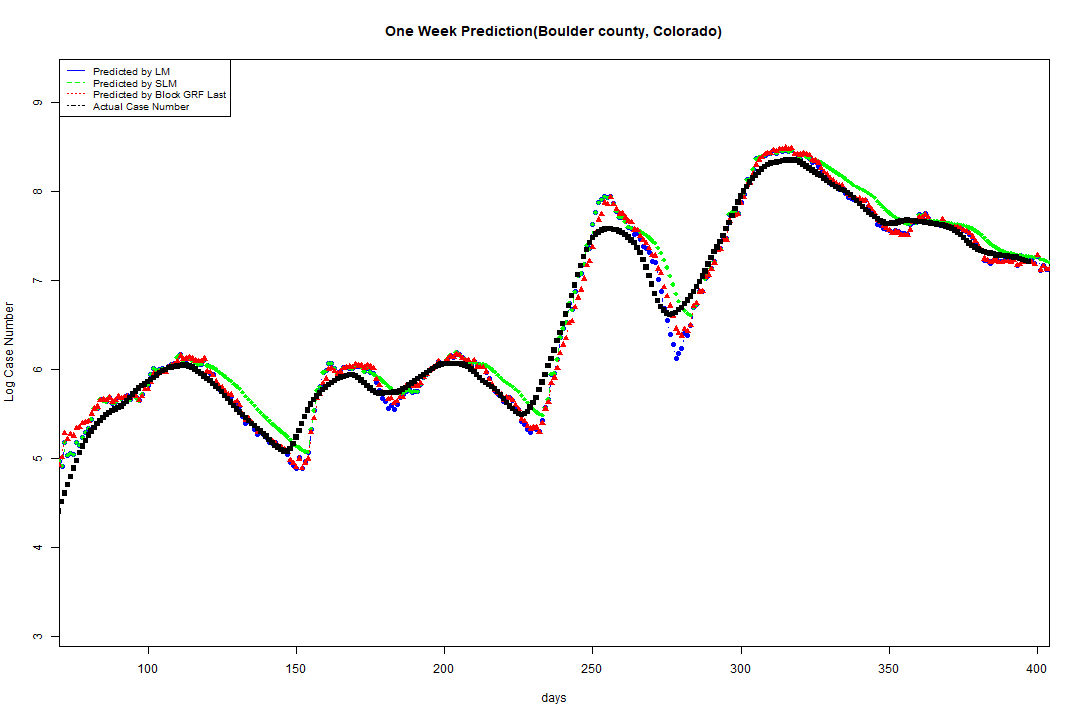 One Week Prediction(Boulder county, Colorado)
Predicted by LM
Predicted by SLM
Predicted by Block GRF Last
Actual Case Number
9
8
7
6
5
4
3
Log Case Number
100 150 200 250 300 350 400
days